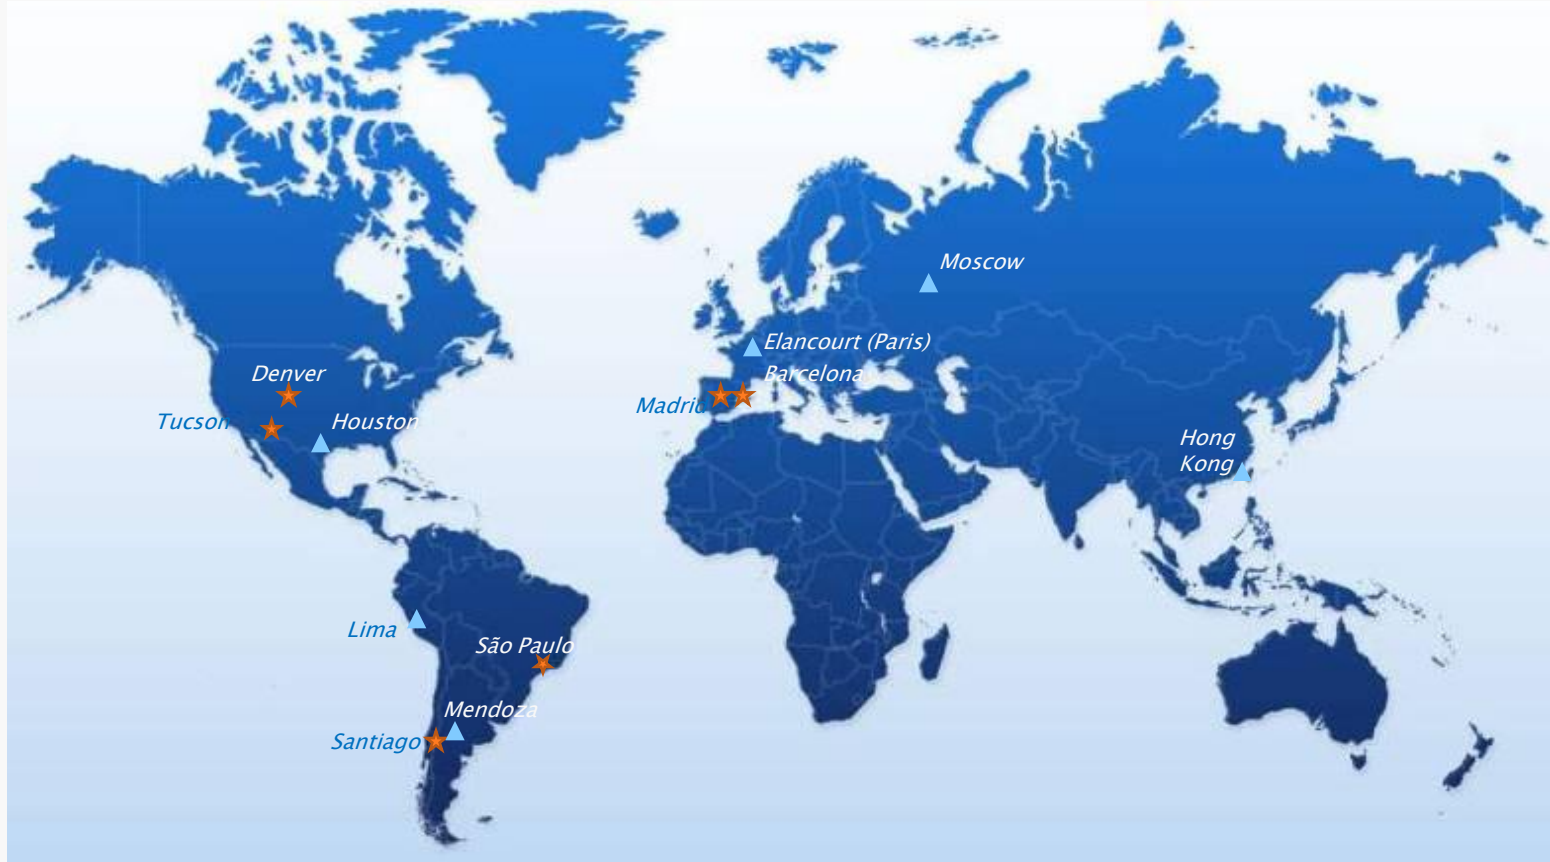 Moscow
Elancourt (Paris)
Denver
Barcelona
Madrid
Tucson
Houston
Hong
Kong
Lima
São Paulo
Mendoza
Santiago